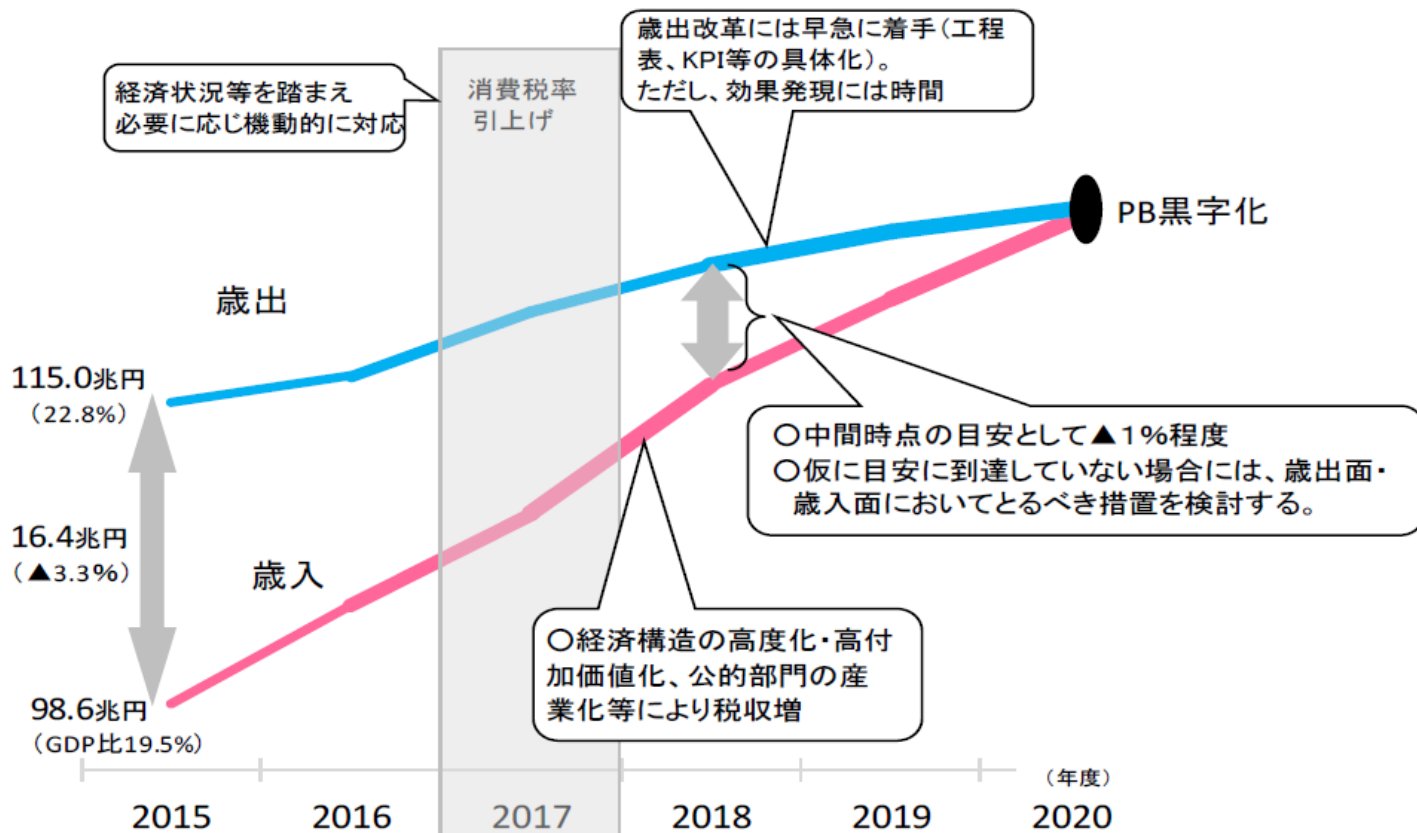 歳出改革には早急に着手(工程
表、KPI等の具体化)。
ただし、効果発現には時間
経済状況等を踏まえ
必要に応じ機動的に対応
消費税率
引上げ
PB黒字化
歳出
115.0兆円
(22.8%)
○中間時点の目安として▲1%程度
○仮に目安に到達していない場合には、歳出面・
歳入面においてとるべき措置を検討する。
16.4兆円
(▲3.3%)
歳入
○経済構造の高度化・高付
加価値化、公的部門の産
業化等により税収増
98.6兆円
(GDP比19.5%)
(年度)
2015 2016 2017 2018 2019 2020